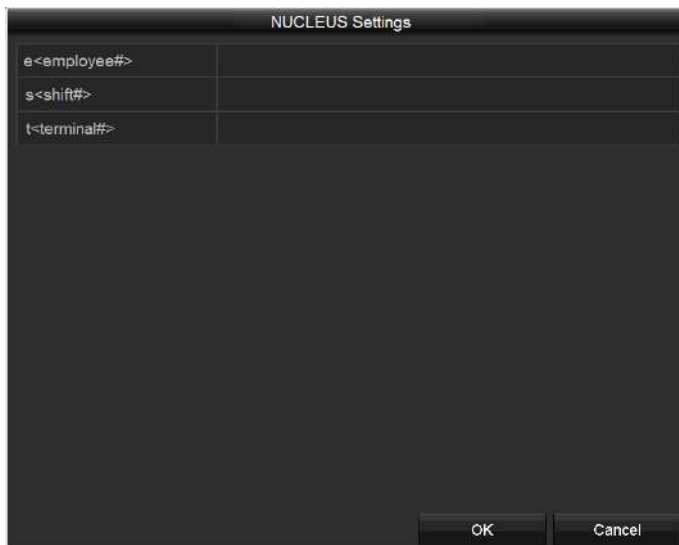 NUCLEUS Settings
e<employee#>
s<shift#>
t<terminal#>
OK Cancel